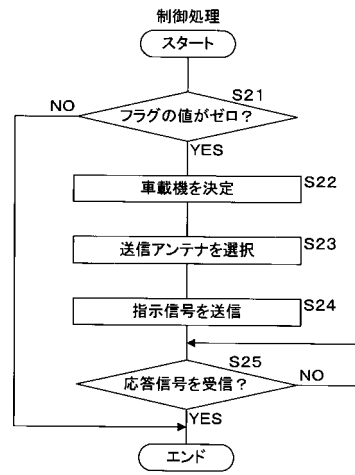 制御処理
スタート
S21
NO
フラグの値がゼロ?
YES
車載機を決定
S22
送信アンテナを選択
S23
指示信号を送信
S24
S25
応答信号を受信?
NO
YES
エンド